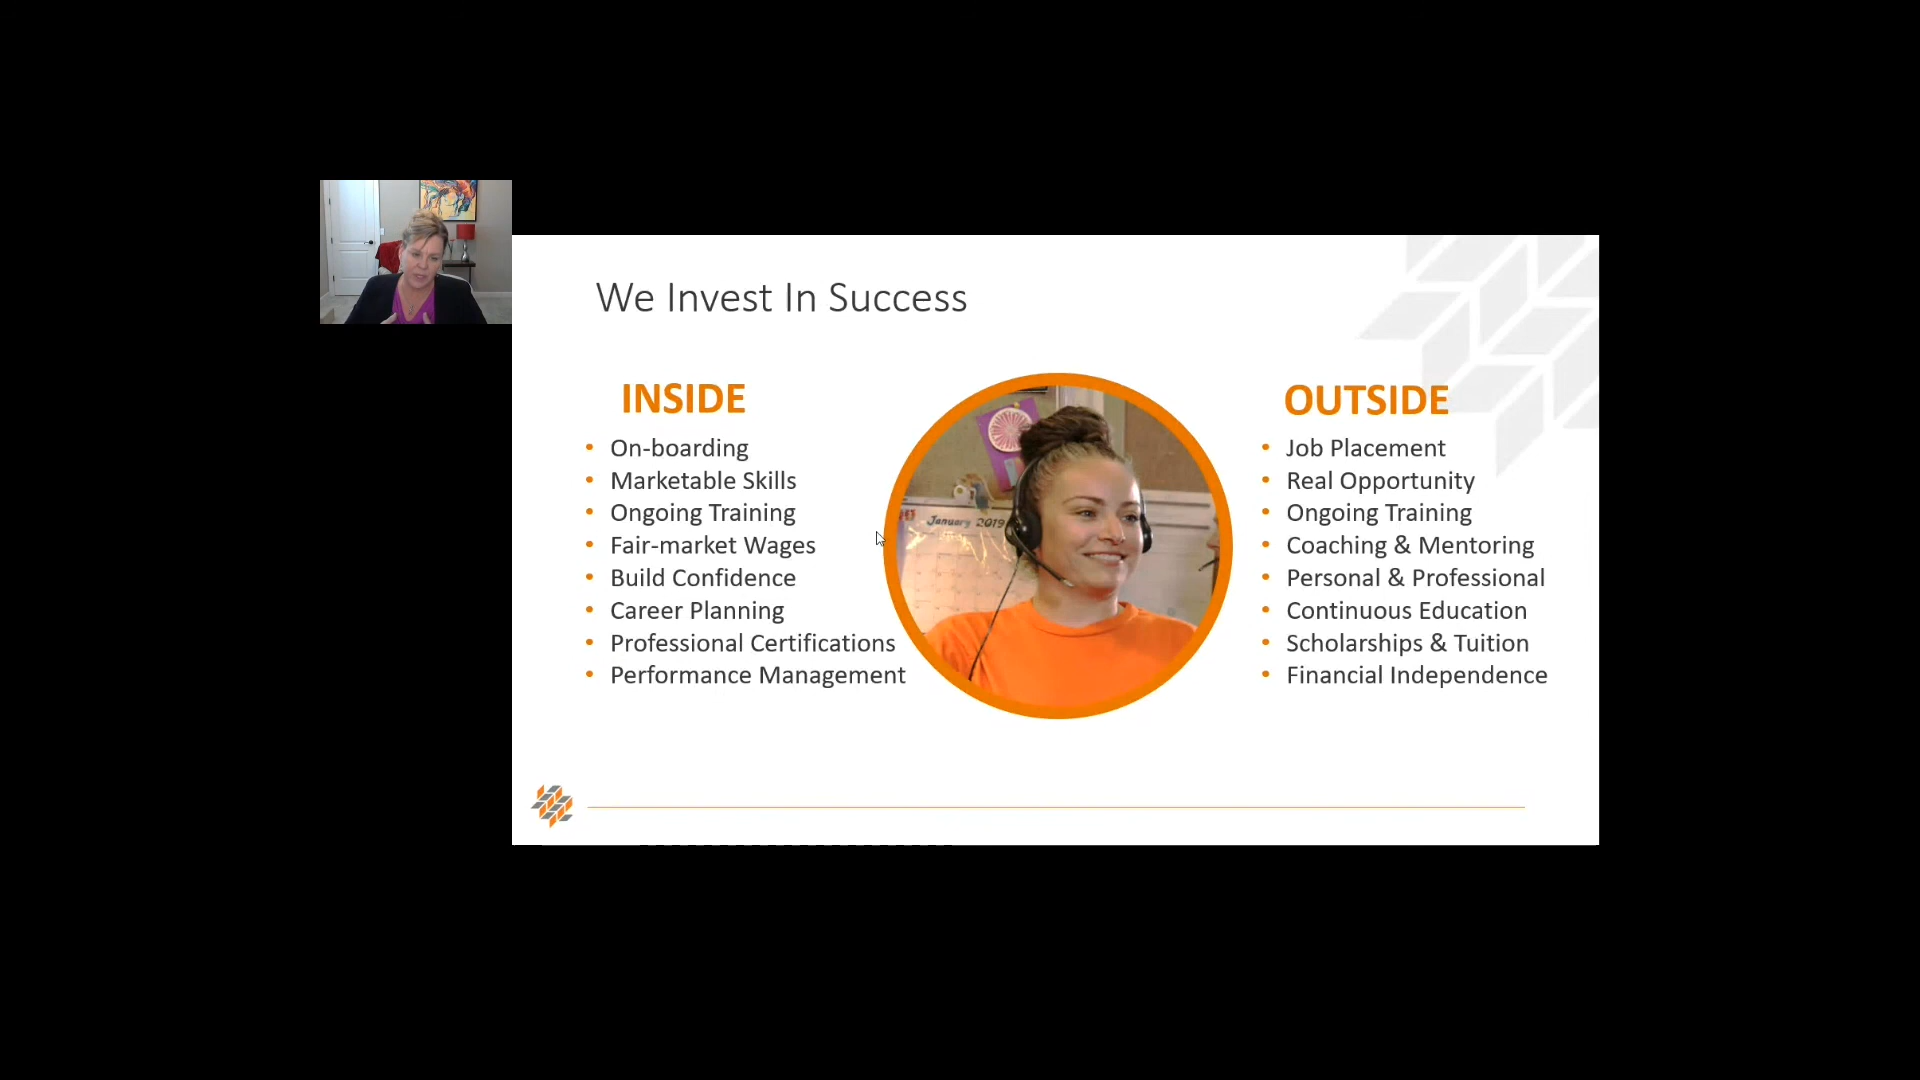 We Invest In Success
INSIDE
On-boarding
Marketable Skills
Ongoing Training
Fair-market Wages
Build Confidence
Career Planning
Professional Certifications
Performance Management
January 2019
OUTSIDE
Job Placement
Real Opportunity
Ongoing Training
Coaching & Mentoring
Personal & Professional
Continuous Education
Scholarships & Tuition
Financial Independence